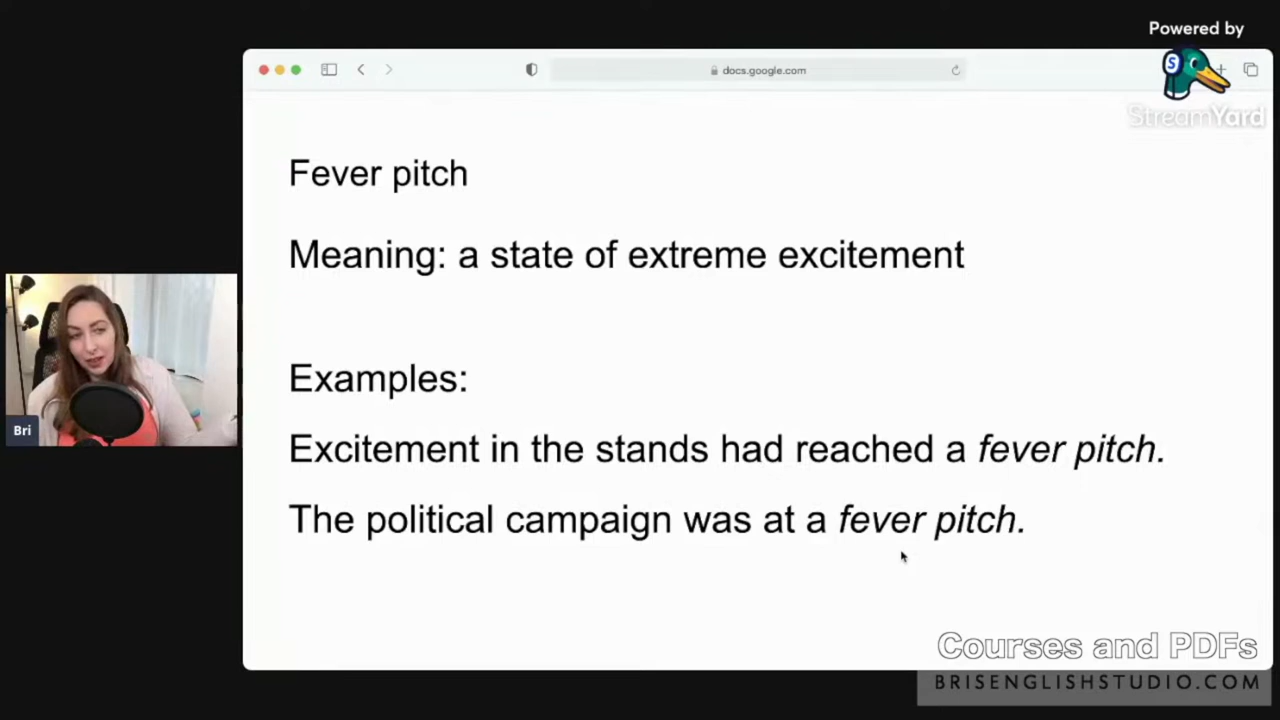 Powered by
StreamYard
docs.google.com
Fever pitch
Meaning: a state of extreme excitement
Examples:
Excitement in the stands had reached a fever pitch.
The political campaign was at a fever pitch.
Bri
Courses and PDFs
BRISENGLISHSTUDIO.COM